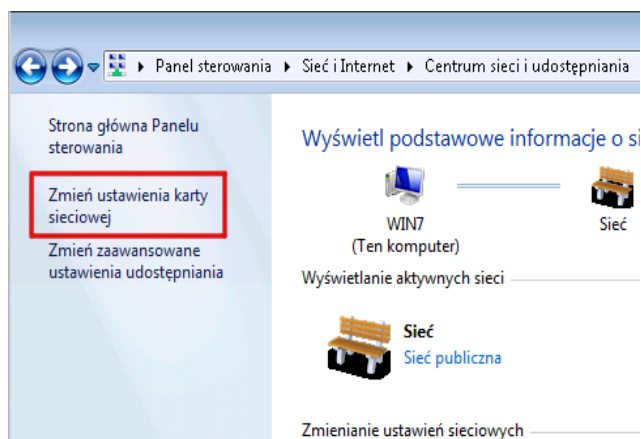 Panel sterowania ▸ Sieć i Internet ▸ Centrum sieci i udostępniania
Strona główna Panelu
sterowania
Zmień ustawienia karty
sieciowej
Zmień zaawansowane
ustawienia udostępniania
Wyświetl podstawowe informacje o si
WIN7
(Ten komputer)
Sieć
Wyświetlanie aktywnych sieci
Sieć
Sieć publiczna
Zmienianie ustawień sieciowych